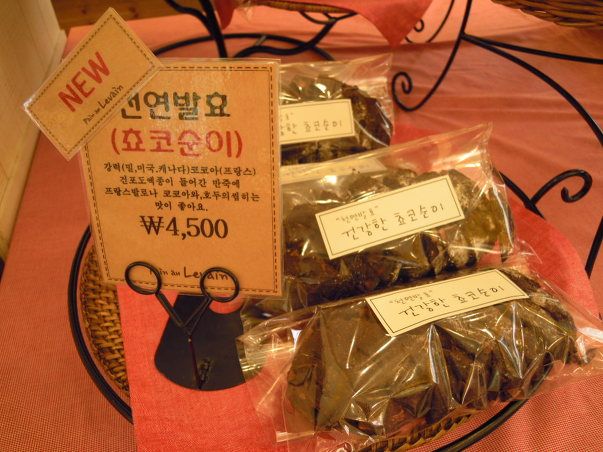 NEW
Pain au Levain
천연발효
(쵸코순이)
강력(밀,미국,캐나다)코코아(프랑스)
건포도액종이 들어간 반죽에
프랑스발로나 코코아와,호두의씹히는
맛이 좋아요.
₩4,500
Pain au Levain
건강한 쵸코순이
"천연발효"
건강한 쵸코순이
"천연발효"
건강한 쵸코순이